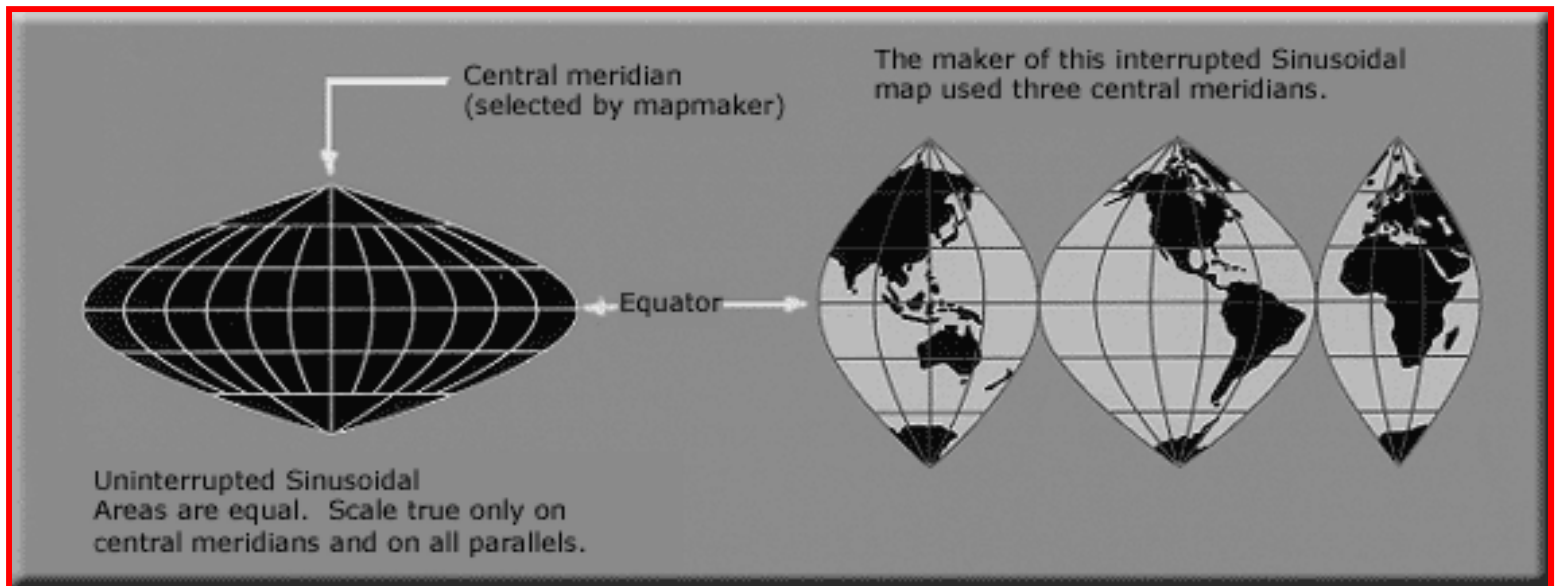 Central meridian
(selected by mapmaker)
The maker of this interrupted Sinusoidal
map used three central meridians.
Equator
Uninterrupted Sinusoidal
Areas are equal.  Scale true only on
central meridians and on all parallels.